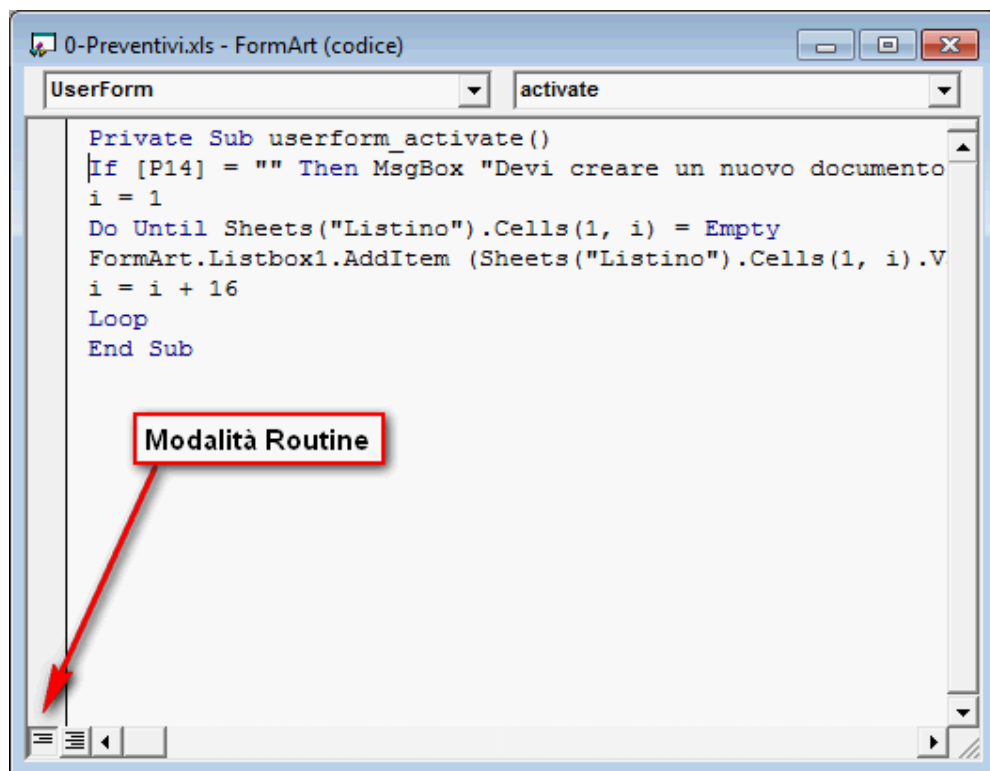 0-Preventivi.xls - FormArt (codice)
UserForm
activate
Private Sub userform_activate()
If [P14] = "" Then MsgBox "Devi creare un nuovo documento
i = 1
Do Until Sheets("Listino").Cells(1, i) = Empty
FormArt.Listbox1.AddItem (Sheets("Listino").Cells(1, i).V
i = i + 16
Loop
End Sub
Modalità Routine